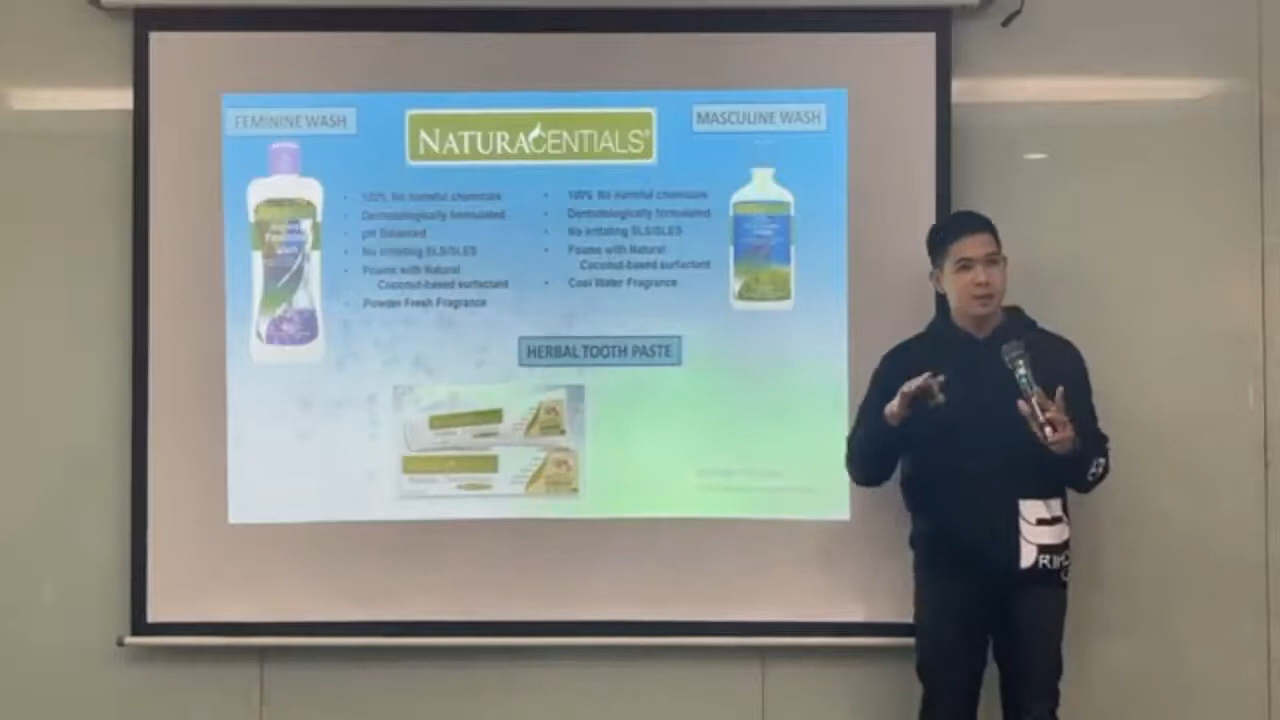 FEMININE WASH
NATURACENTIALS®
MASCULINE WASH
100% No harmful chemicals
Dermatologically formulated
pH Balanced
No irritating SLS/SLES
Foams with Natural
Coconut-based surfactant
Powder Fresh Fragrance
100% No harmful chemicals
Dermatologically formulated
No irritating SLS/SLES
Foams with Natural
Coconut-based surfactant
Cool Water Fragrance
HERBAL TOOTH PASTE